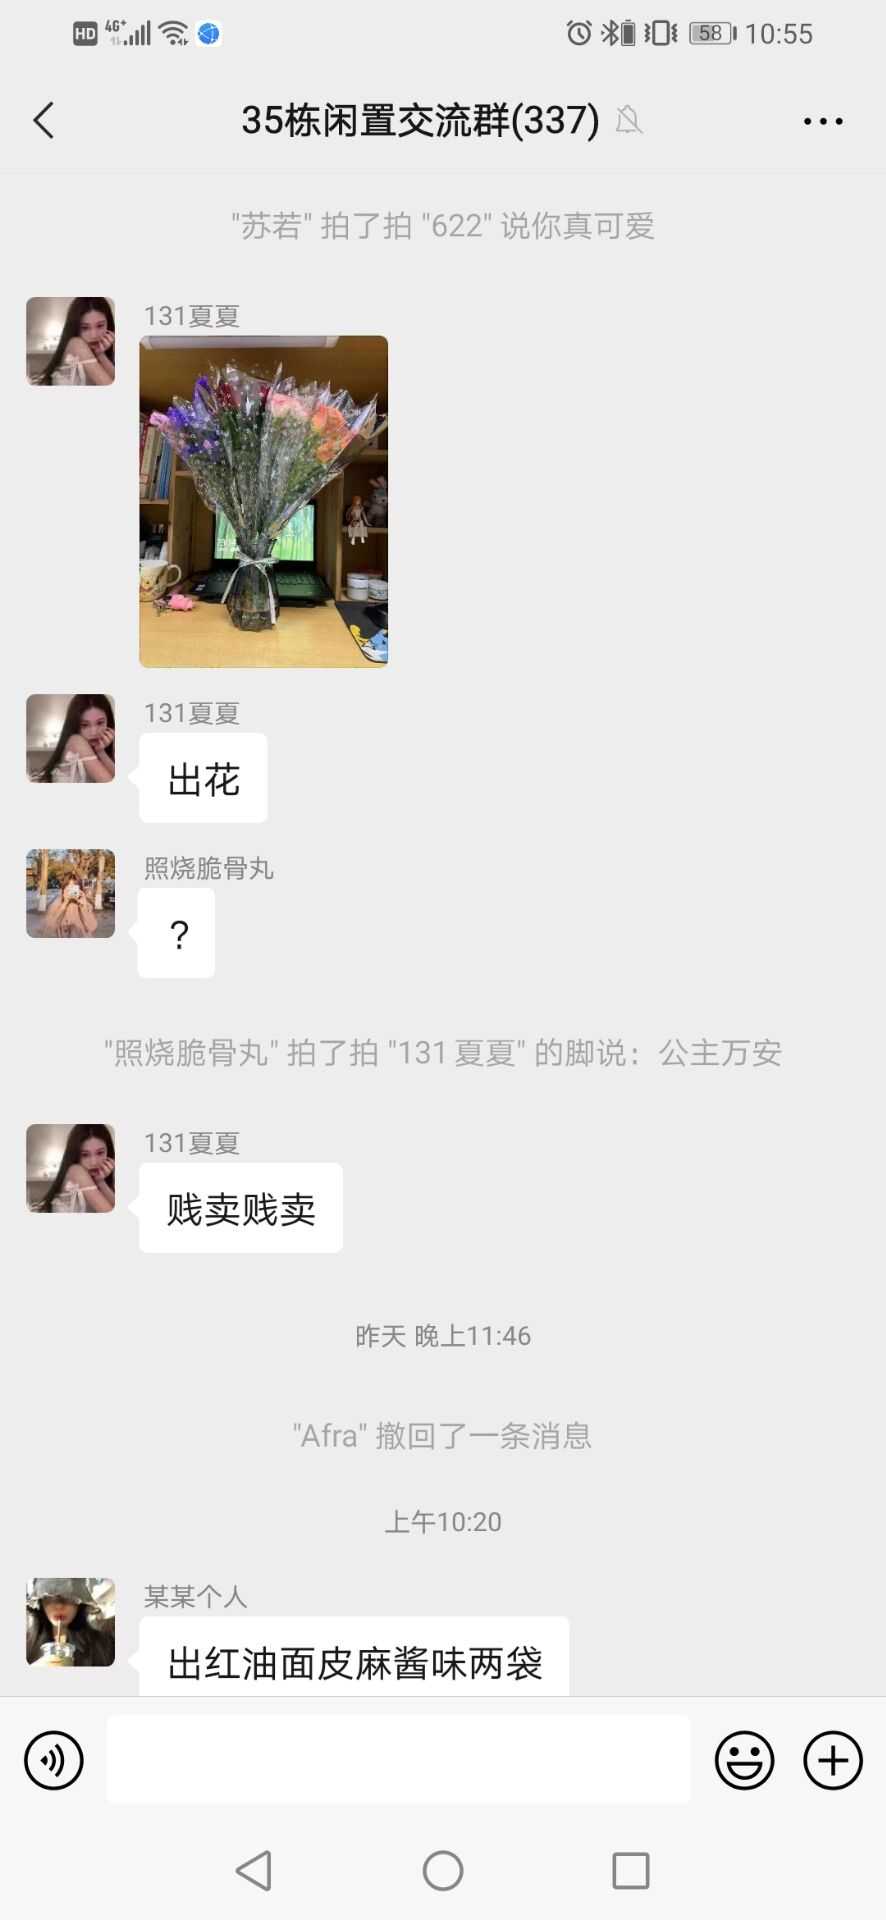 HD 4G+ 58 10:55
35栋闲置交流群(337)
"苏若" 拍了拍 "622" 说你真可爱
131夏夏
131夏夏
出花
照烧脆骨丸
?
"照烧脆骨丸" 拍了拍 "131 夏夏" 的脚说：公主万安
131夏夏
贱卖贱卖
昨天 晚上11:46
"Afra" 撤回了一条消息
上午10:20
某某个人
出红油面皮麻酱味两袋